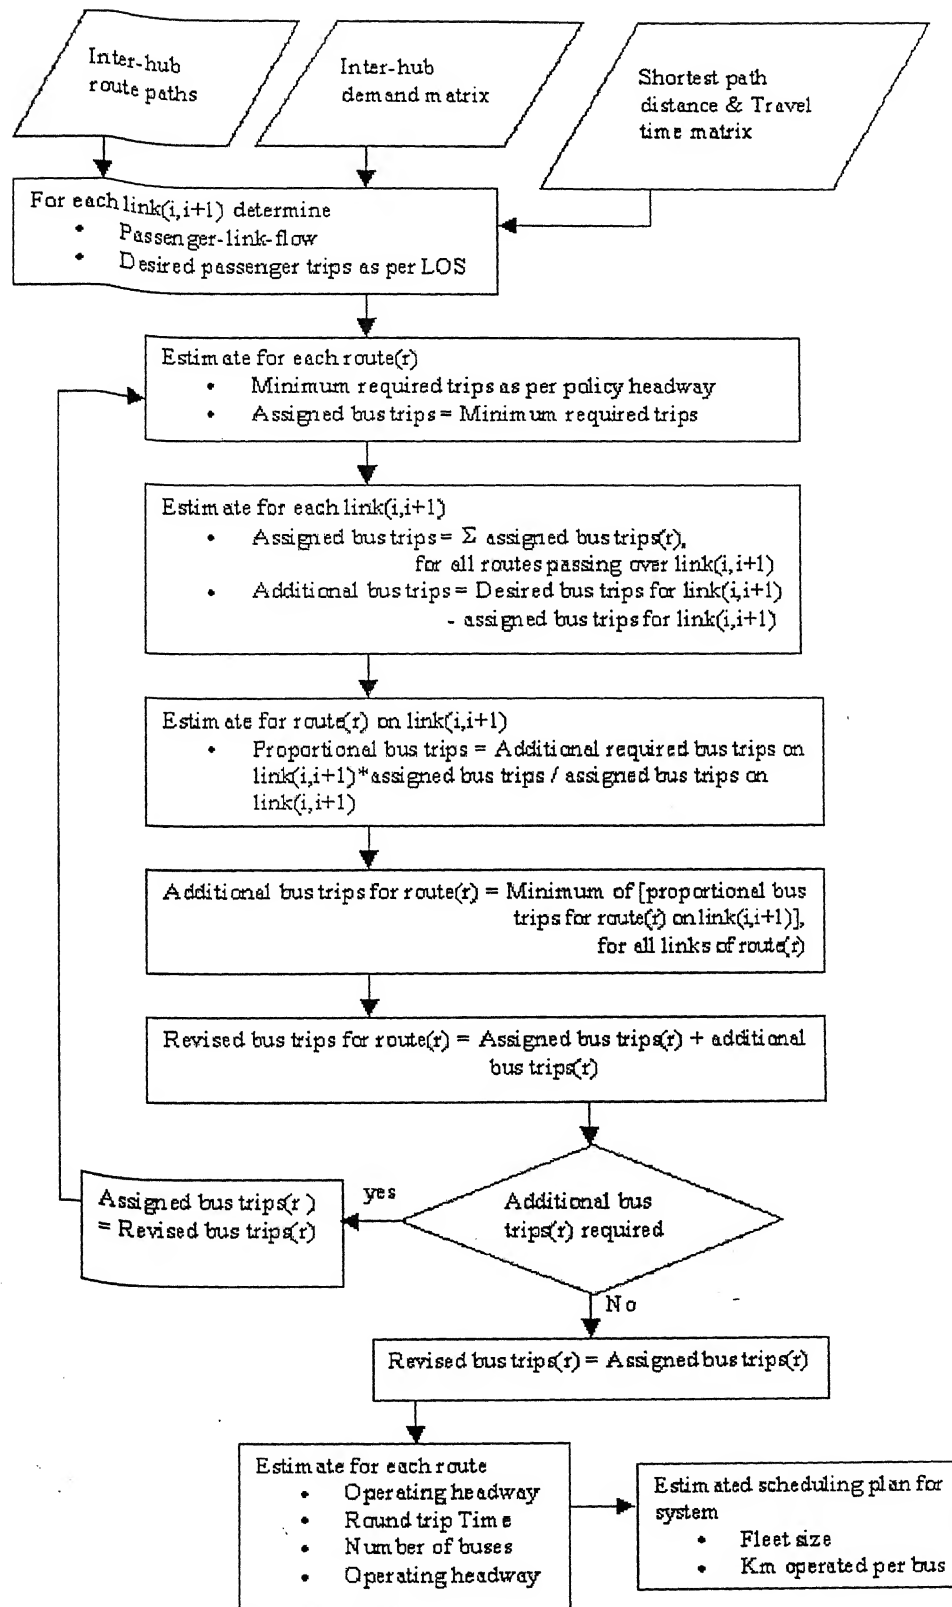 Inter-hub
route paths
Inter-hub
demand matrix
Shortest path
distance & Travel
time matrix
For each link(i,i+1) determine
• Passenger-link-flow
• Desired passenger trips as per LOS
Estimate for each route(r)
• Minimum required trips as per policy headway
• Assigned bus trips = Minimum required trips
Estimate for each link(i,i+1)
• Assigned bus trips = Σ assigned bus trips(r),
for all routes passing over link(i,i+1)
• Additional bus trips = Desired bus trips for link(i,i+1)
- assigned bus trips for link(i,i+1)
Estimate for route(r) on link(i,i+1)
• Proportional bus trips = Additional required bus trips on
link(i,i+1)*assigned bus trips / assigned bus trips on
link(i,i+1)
Additional bus trips for route(r) = Minimum of [proportional bus
trips for route(r) on link(i,i+1)],
for all links of route(r)
Revised bus trips for route(r) = Assigned bus trips(r) + additional
bus trips(r)
Additional bus
trips(r) required
yes
Assigned bus trips(r )
= Revised bus trips(r)
No
Revised bus trips(r) = Assigned bus trips(r)
Estimate for each route
• Operating headway
• Round trip Time
• Number of buses
• Operating headway
Estimated scheduling plan for
system
• Fleet size
• Km operated per bus